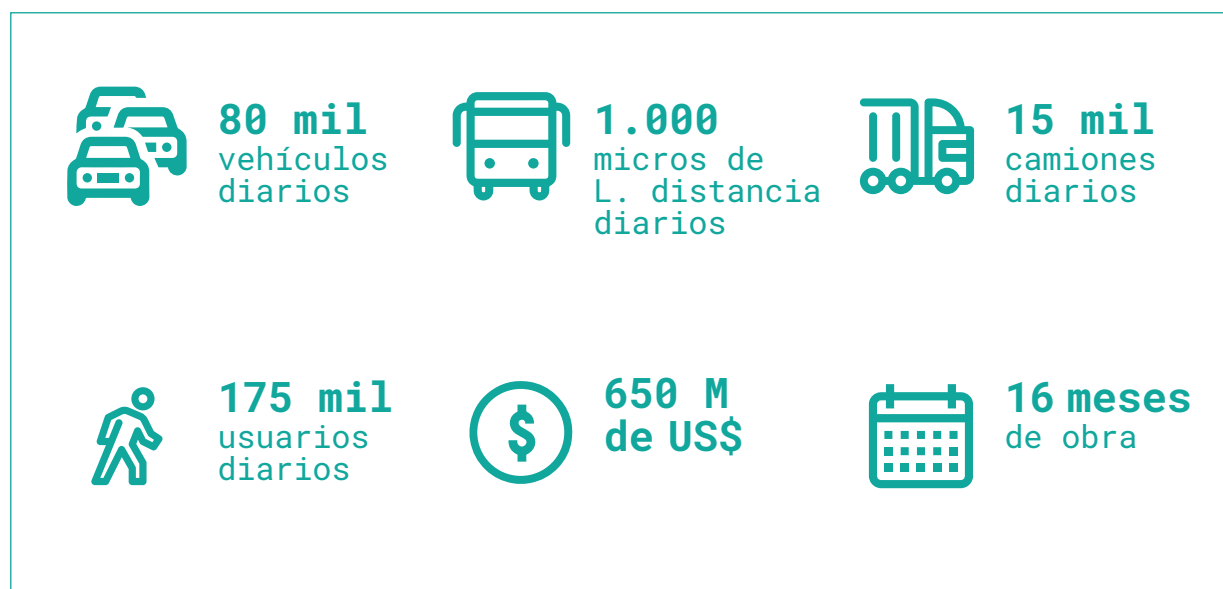 80 mil
vehículos
diarios
1.000
micros de
L. distancia
diarios
15 mil
camiones
diarios
175 mil
usuarios
diarios
$
650 M
de US$
16 meses
de obra